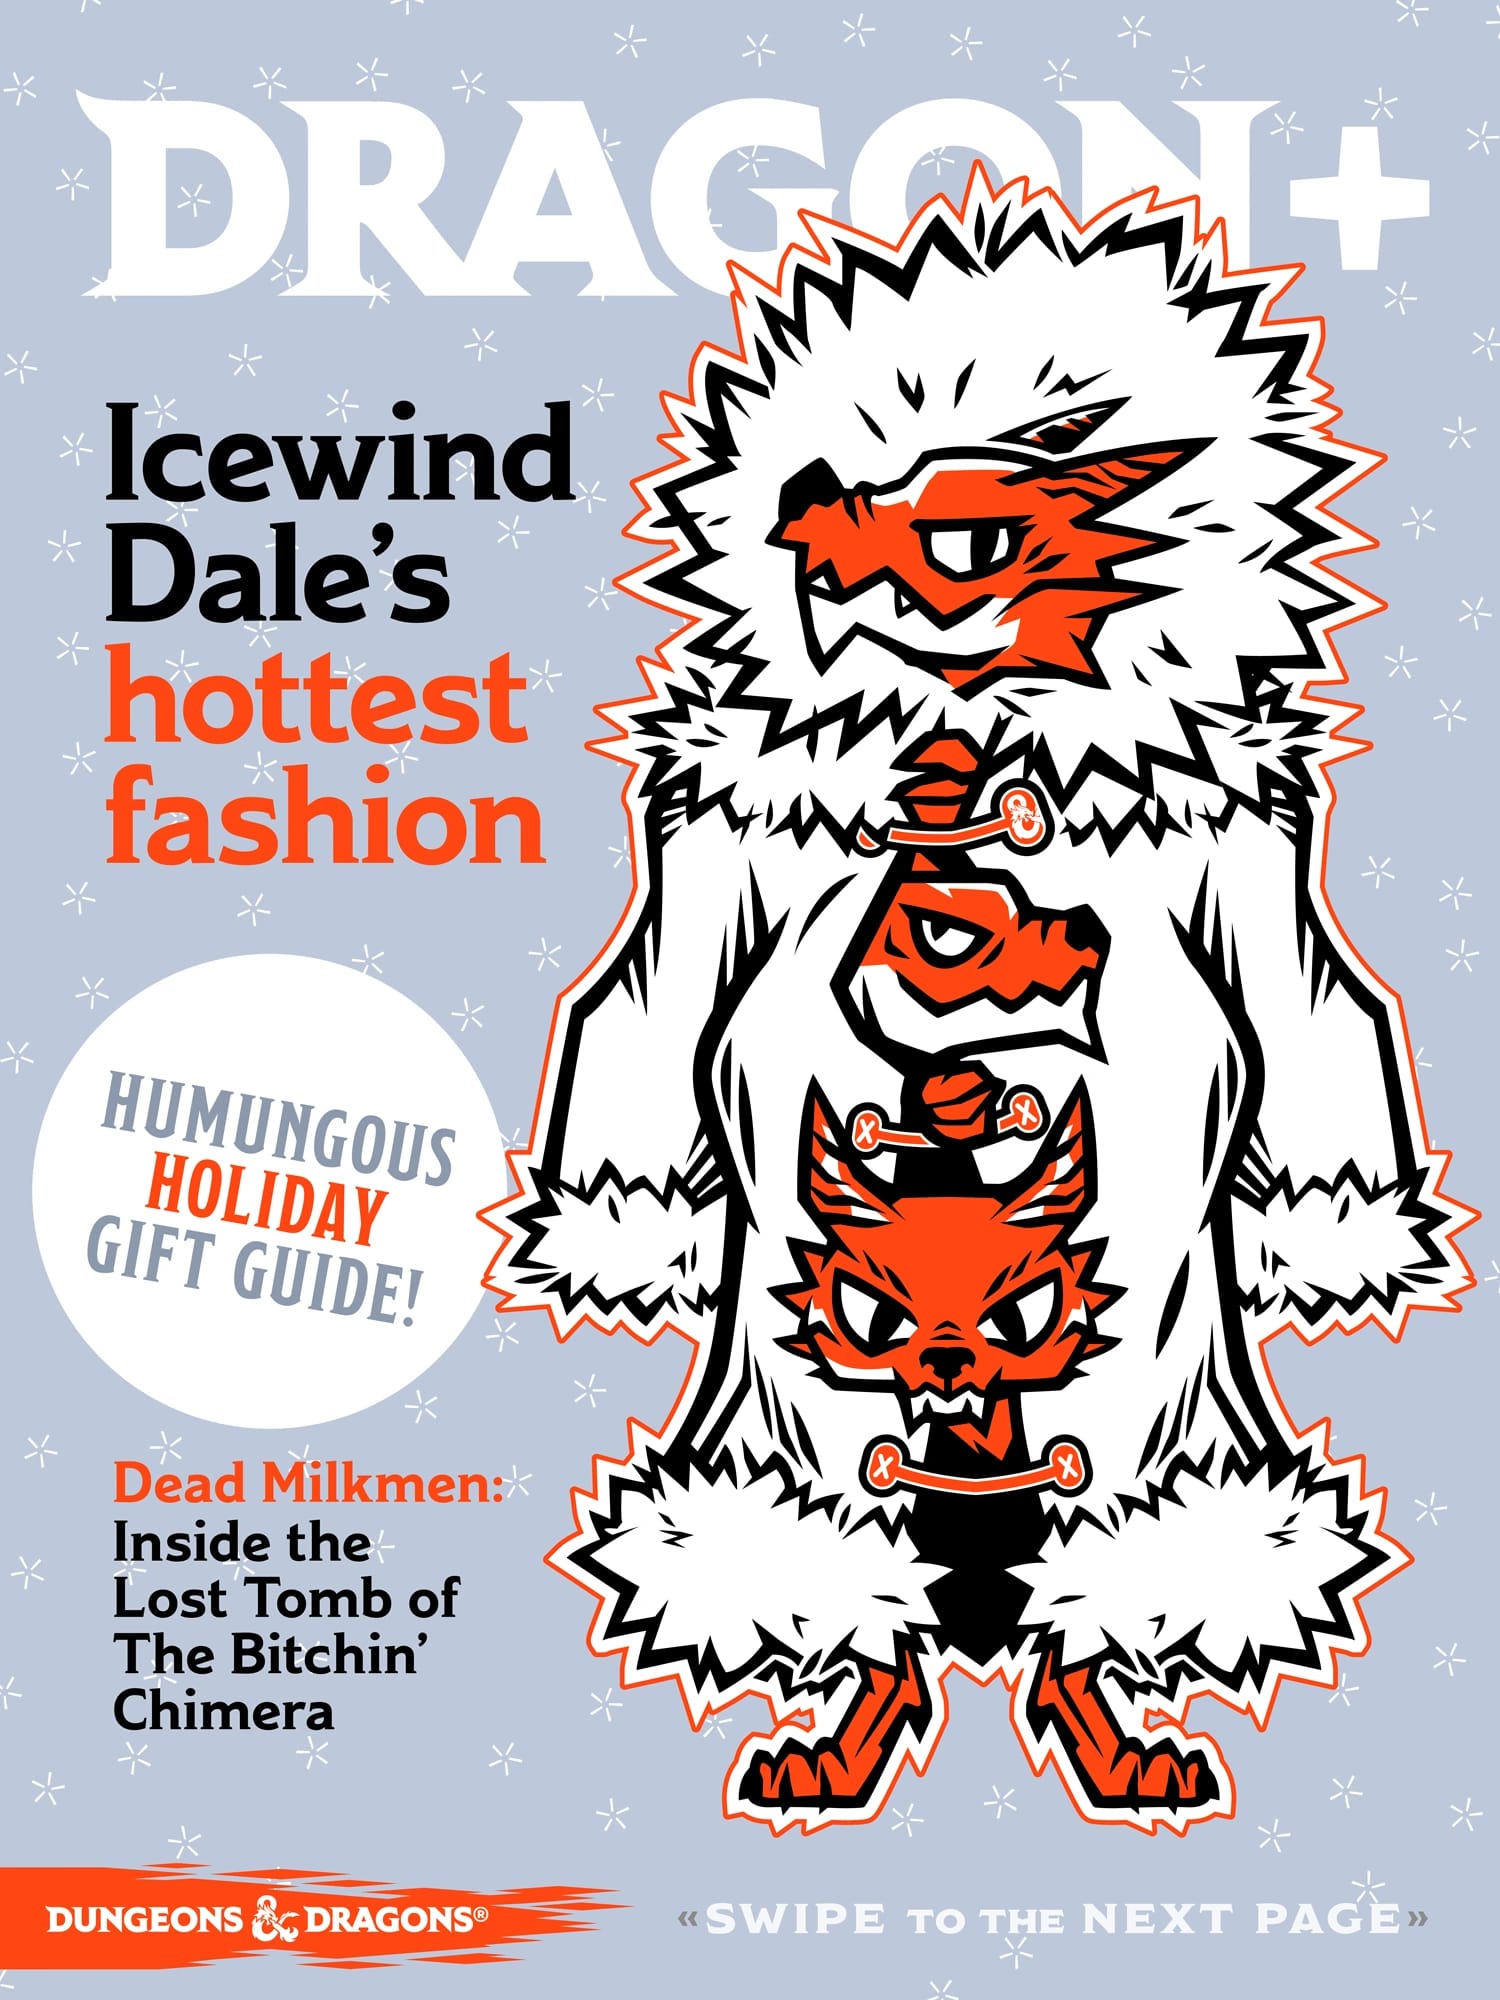 DRAGON+
Icewind
Dale’s
hottest
fashion
HUMUNGOUS
HOLIDAY
GIFT GUIDE!
Dead Milkmen:
Inside the
Lost Tomb of
The Bitchin’
Chimera
DUNGEONS & DRAGONS®
«SWIPE TO THE NEXT PAGE»